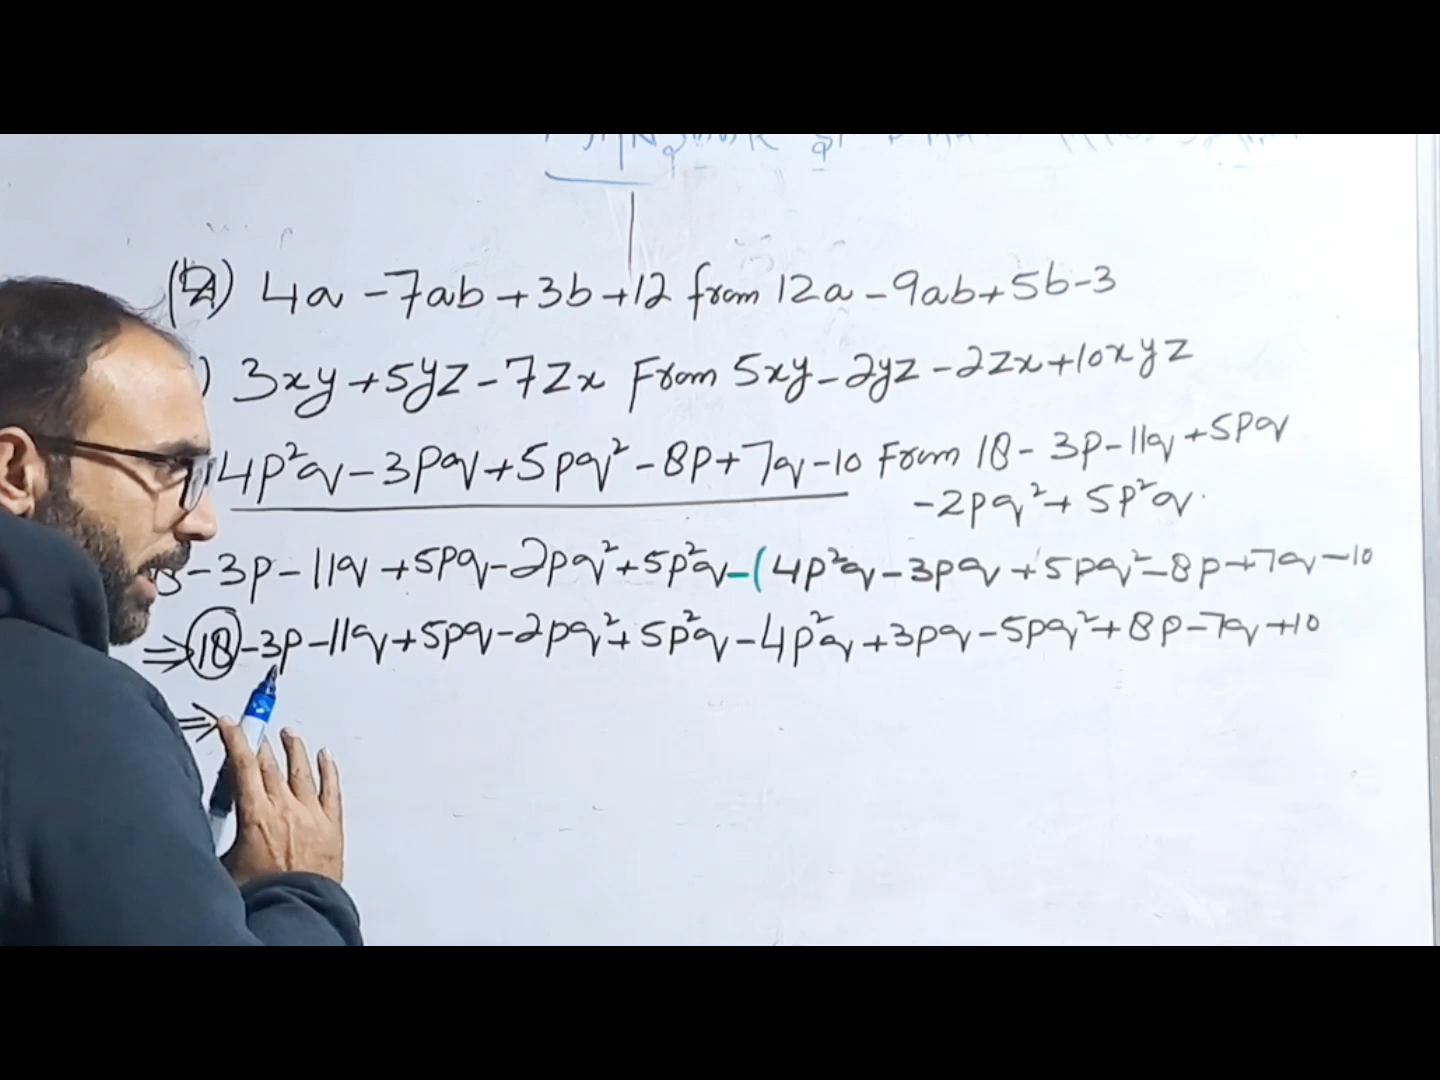 4a - 7ab + 3b + 12 from 12a - 9ab + 5b - 3
) 3xy + 5yz - 7zx From 5xy - 2yz - 2zx + 10xyz
4p²q - 3pq + 5pq² - 8p + 7q - 10 From 18 - 3p - 11q + 5pq
- 2pq² + 5p²q.
- 3p - 11q + 5pq - 2pq² + 5p²q - (4p²q - 3pq + 5pq² - 8p + 7q - 10
⇒ 18 - 3p - 11q + 5pq - 2pq² + 5p²q - 4p²q + 3pq - 5pq² + 8p - 7q + 10
⇒